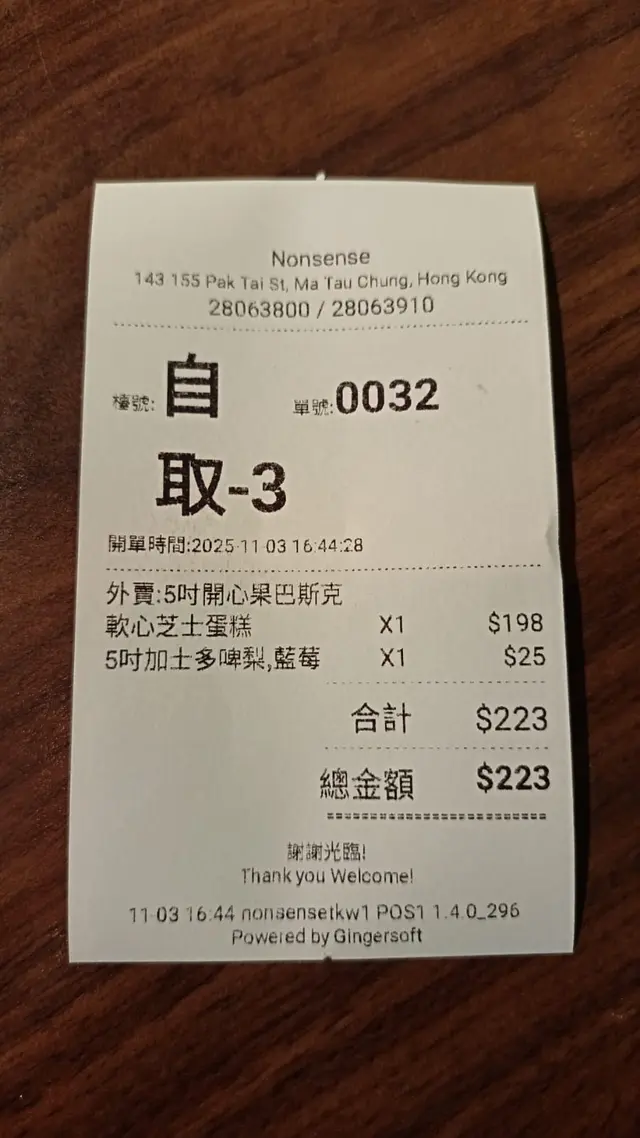 Nonsense
143 155 Pak Tai St, Ma Tau Chung, Hong Kong
28063800 / 28063910
檯號:自 單號:0032
取-3
開單時間:2025-11-03 16:44:28
外賣:5吋開心果巴斯克
軟心芝士蛋糕 X1 $198
5吋加士多啤梨,藍莓 X1 $25
合計 $223
總金額 $223
謝謝光臨!
Thank you Welcome!
11-03 16:44 nonsensetkw1 POS1 1.4.0_296
Powered by Gingersoft